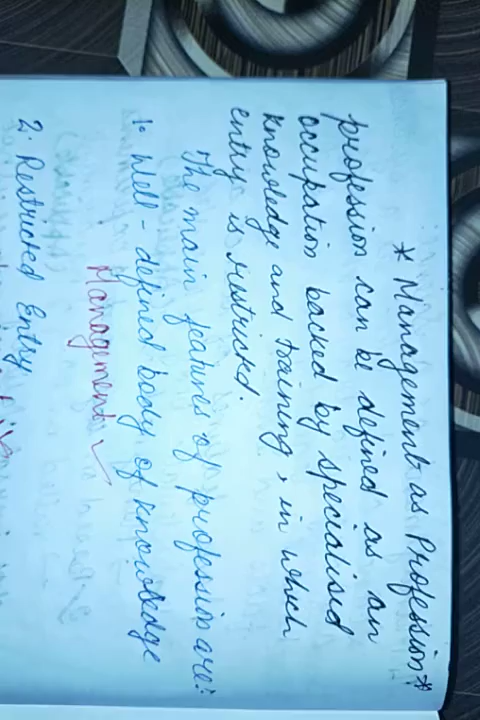 * Management as Profession *
profession can be defined as an
occupation backed by specialised
knowledge and training, in which
entry is restricted.
The main features of profession are:
1. Well-defined body of knowledge
Management ✓
2. Restricted Entry